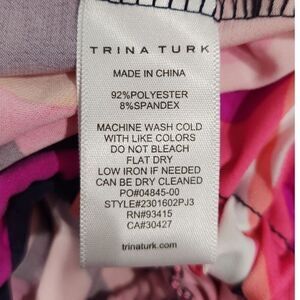 TRINA TURK
MADE IN CHINA
92%POLYESTER
8%SPANDEX
MACHINE WASH COLD
WITH LIKE COLORS
DO NOT BLEACH
FLAT DRY
LOW IRON IF NEEDED
CAN BE DRY CLEANED
PO#04845-00
STYLE#2301602PJ3
RN#93415
CA#30427
trinaturk.com